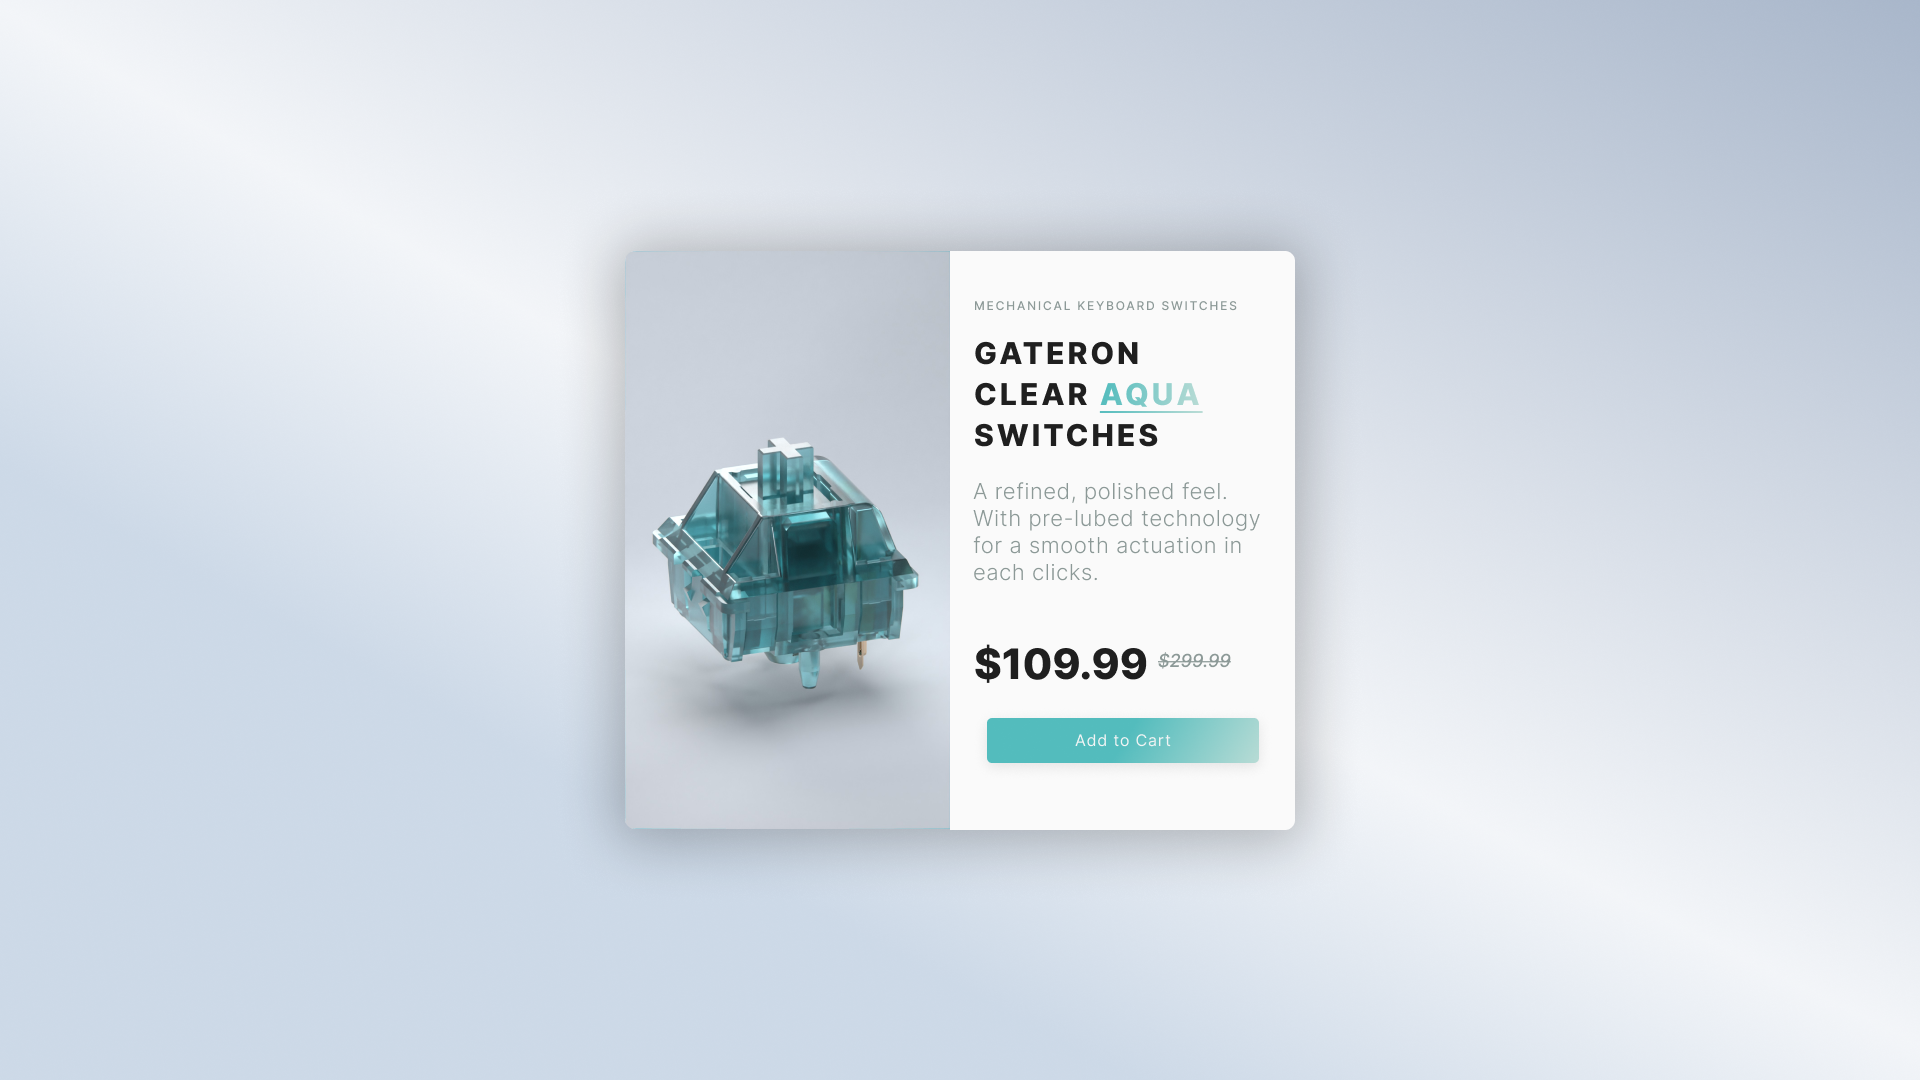 MECHANICAL KEYBOARD SWITCHES
GATERON
CLEAR AQUA
SWITCHES
A refined, polished feel.
With pre-lubed technology
for a smooth actuation in
each clicks.
$109.99 $299.99
Add to Cart